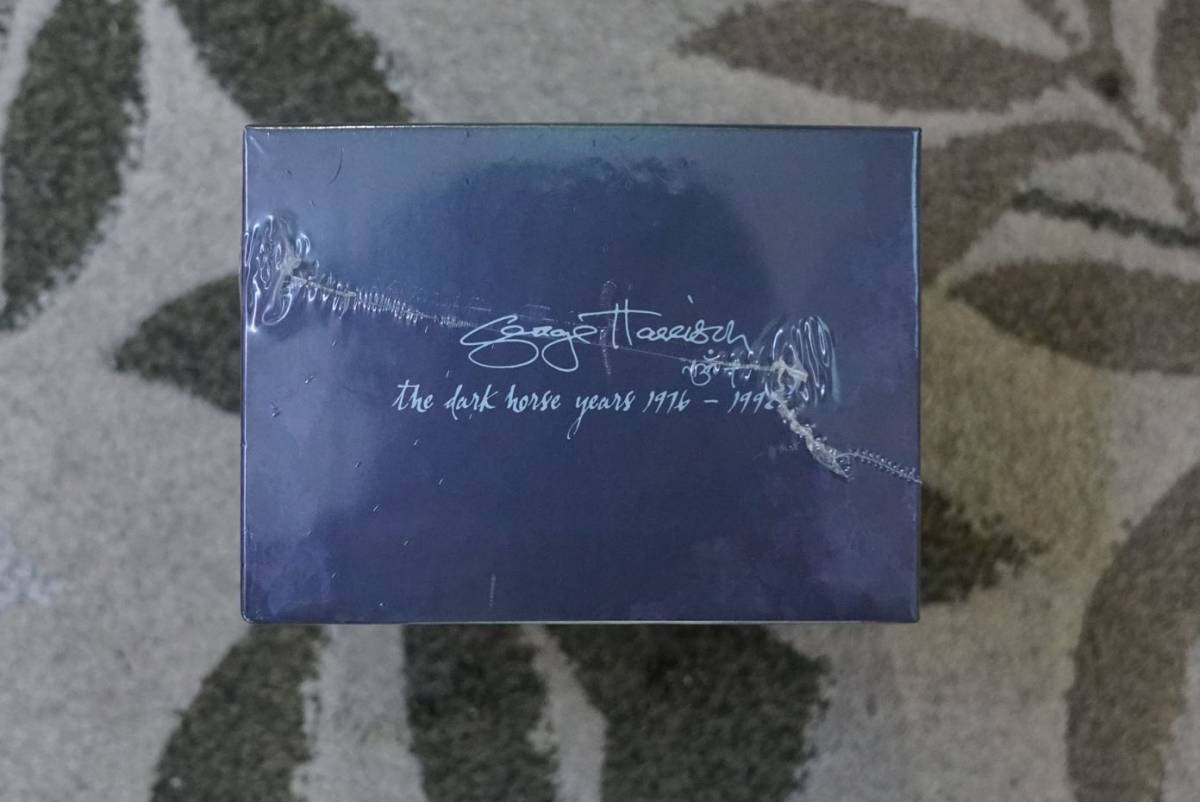 George Harrison
ॐ
the dark horse years 1976 - 1992